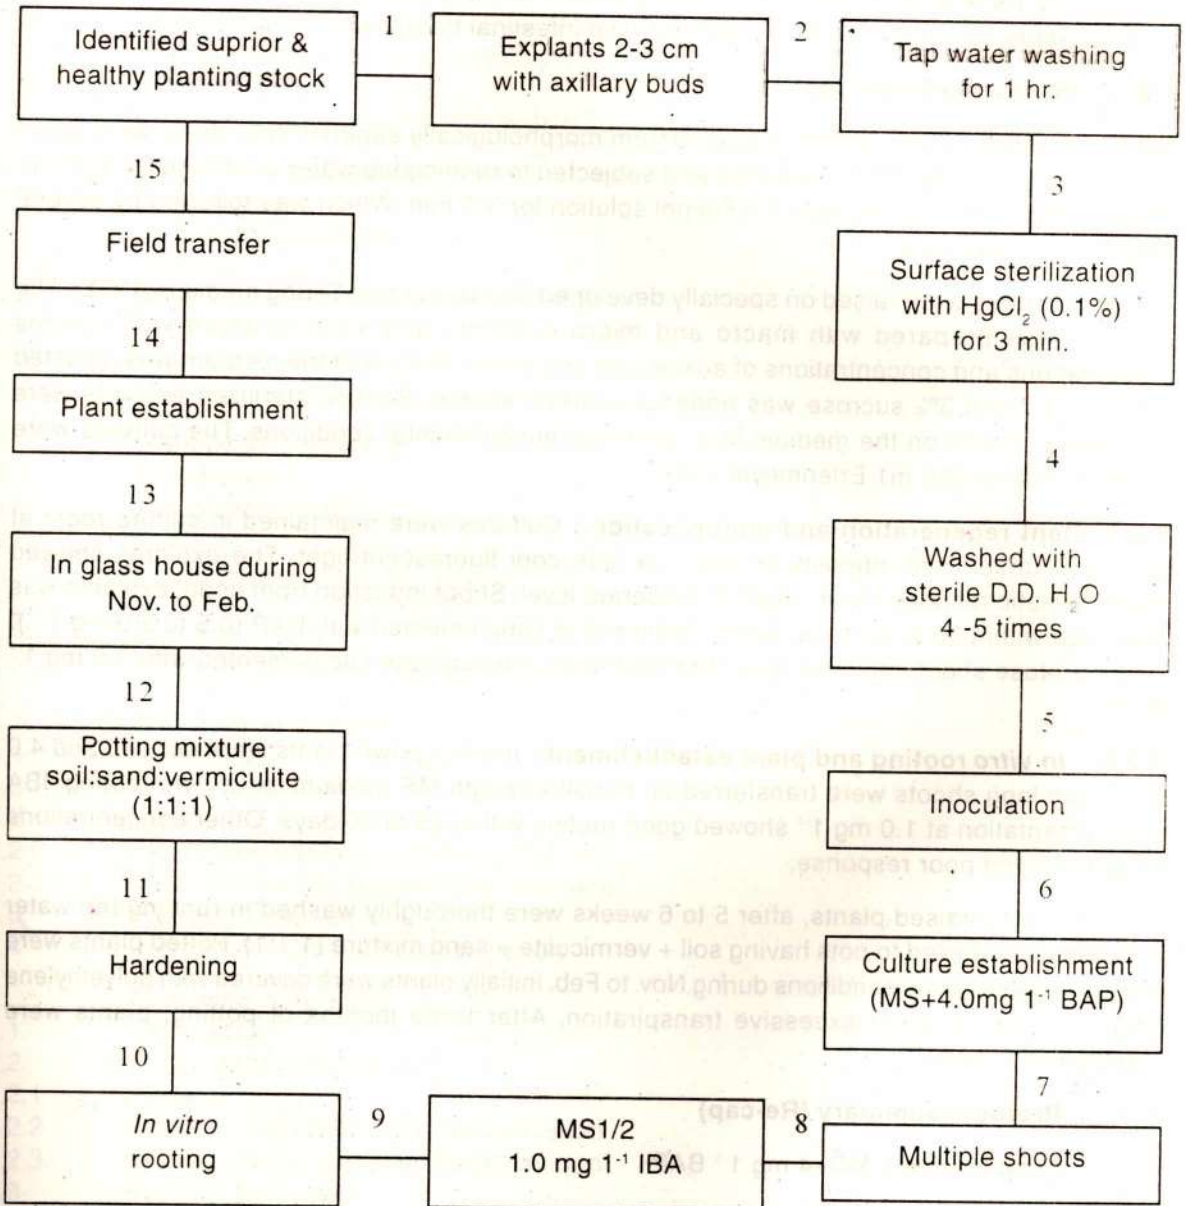 Identified suprior &
healthy planting stock
1
Explants 2-3 cm
with axillary buds
2
Tap water washing
for 1 hr.
3
Surface sterilization
with HgCl₂ (0.1%)
for 3 min.
4
Washed with
sterile D.D. H₂O
4 -5 times
5
Inoculation
6
Culture establishment
(MS+4.0mg 1⁻¹ BAP)
7
Multiple shoots
8
MS1/2
1.0 mg 1⁻¹ IBA
9
In vitro
rooting
10
Hardening
11
Potting mixture
soil:sand:vermiculite
(1:1:1)
12
In glass house during
Nov. to Feb.
13
Plant establishment
14
Field transfer
15